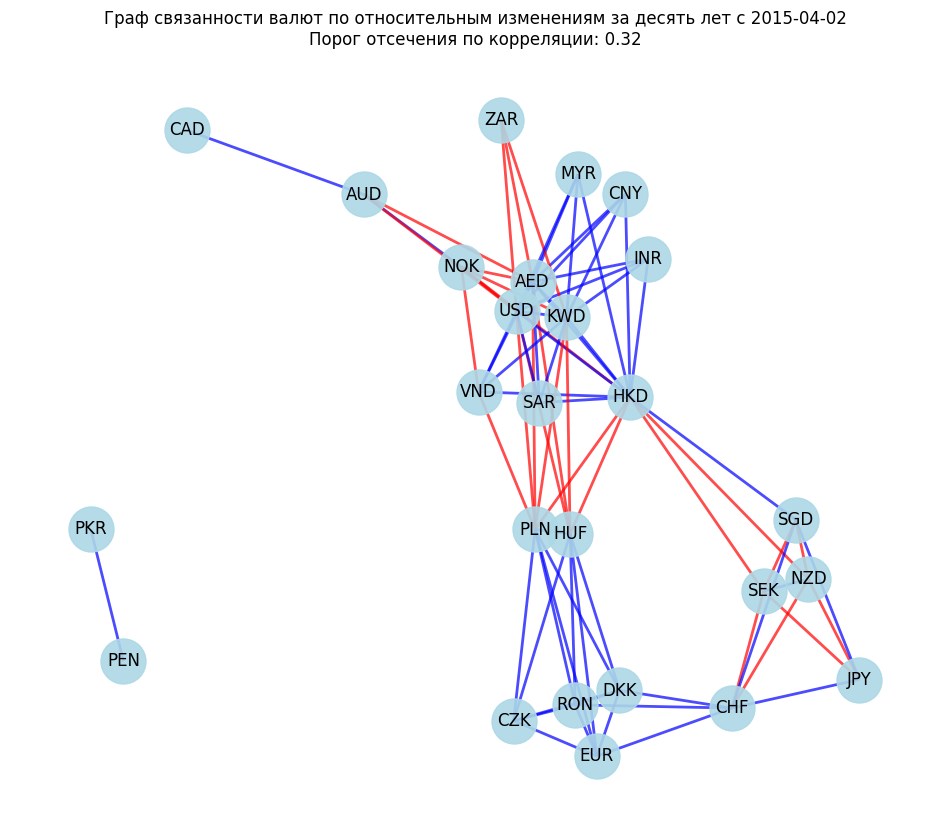 Граф связанности валют по относительным изменениям за десять лет с 2015-04-02
Порог отсечения по корреляции: 0.32
ZAR
CAD
MYR
AUD
CNY
INR
NOK
AED
USD
KWD
VND
SAR
HKD
PKR
PLN
HUF
SGD
SEK
NZD
PEN
JPY
DKK
RON
CHF
CZK
EUR